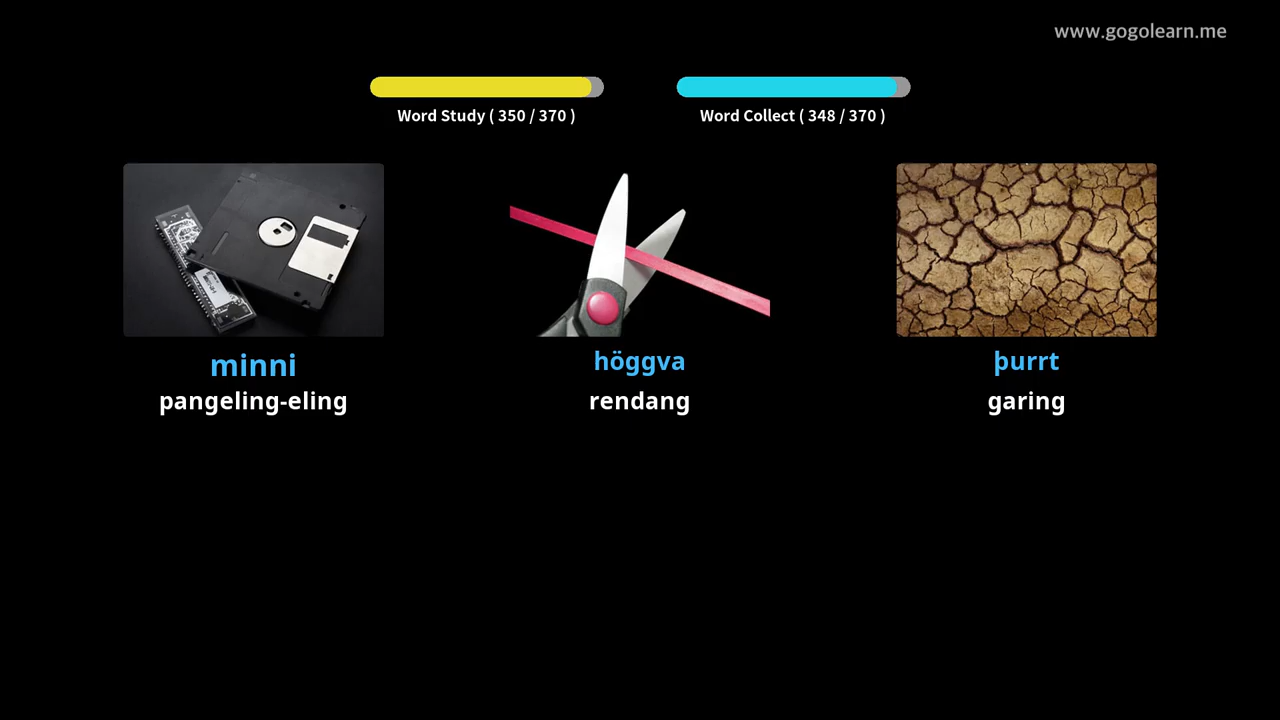 www.gogolearn.me
Word Study ( 350 / 370 )
Word Collect ( 348 / 370 )
minni
höggva
þurrt
pangeling-eling
rendang
garing